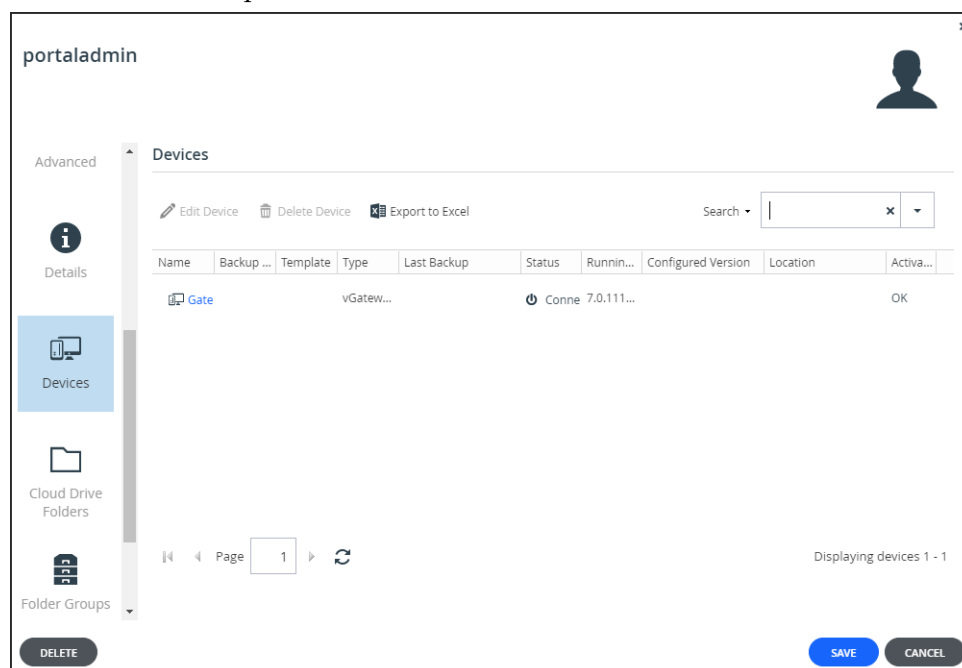 portaladmin
Advanced
Devices
Edit Device Delete Device Export to Excel Search
Details
Name Backup ... Template Type Last Backup Status Runnin... Configured Version Location Activa...
Gate vGatew... Conne 7.0.111... OK
Devices
Cloud Drive
Folders
Page 1 Displaying devices 1 - 1
Folder Groups
DELETE SAVE CANCEL